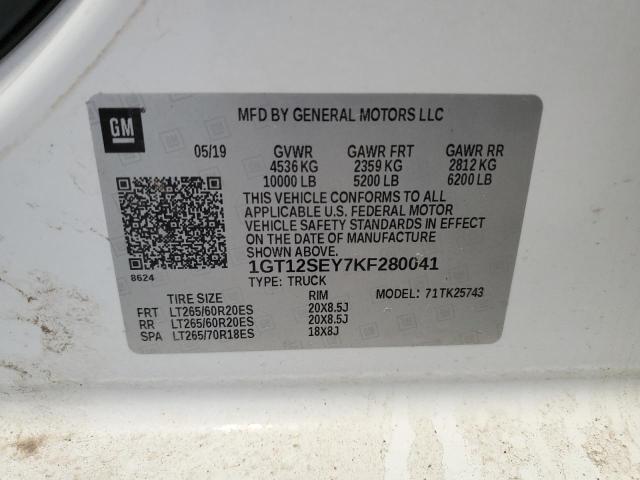 GM
MFD BY GENERAL MOTORS LLC
05/19 GVWR GAWR FRT GAWR RR
4536 KG 2359 KG 2812 KG
10000 LB 5200 LB 6200 LB
THIS VEHICLE CONFORMS TO ALL
APPLICABLE U.S. FEDERAL MOTOR
VEHICLE SAFETY STANDARDS IN EFFECT
ON THE DATE OF MANUFACTURE
SHOWN ABOVE.
8624
1GT12SEY7KF280041
TYPE: TRUCK
MODEL: 71TK25743
TIRE SIZE RIM
FRT LT265/60R20ES 20X8.5J
RR LT265/60R20ES 20X8.5J
SPA LT265/70R18ES 18X8J